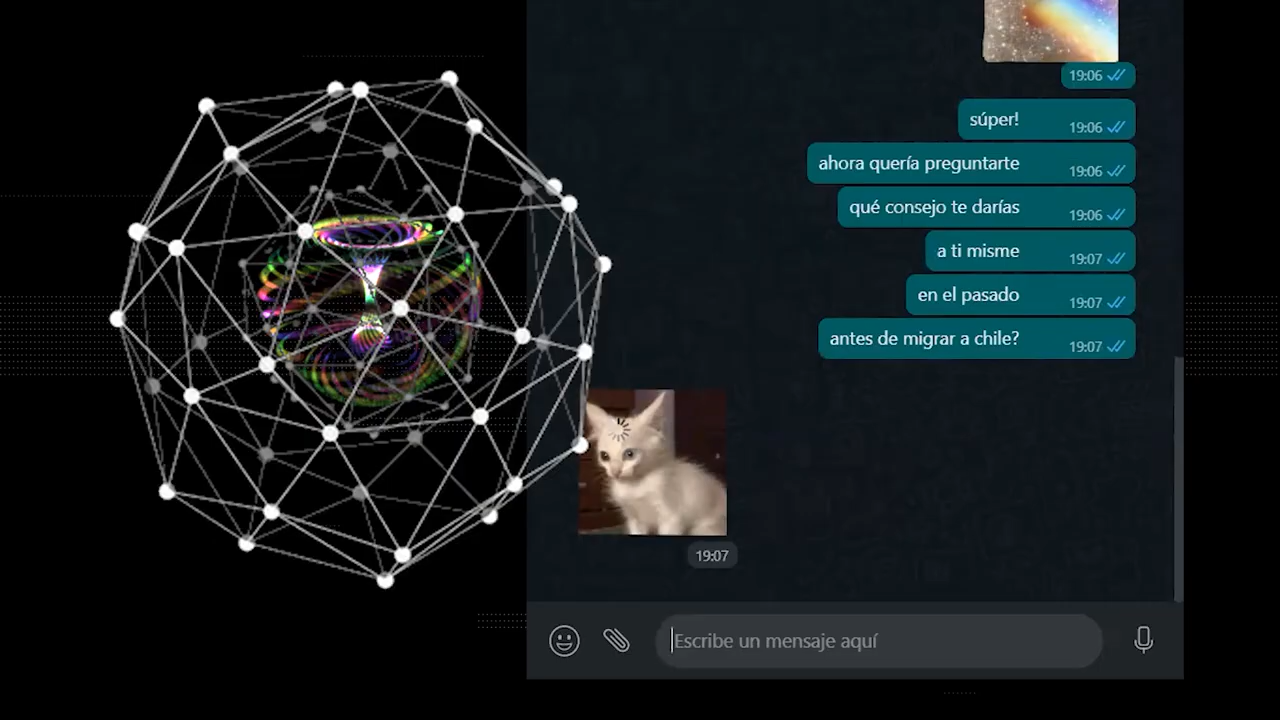 19:06
súper!
19:06
ahora quería preguntarte
19:06
qué consejo te darías
19:06
a ti misme
19:07
en el pasado
19:07
antes de migrar a chile?
19:07
19:07
Escribe un mensaje aquí